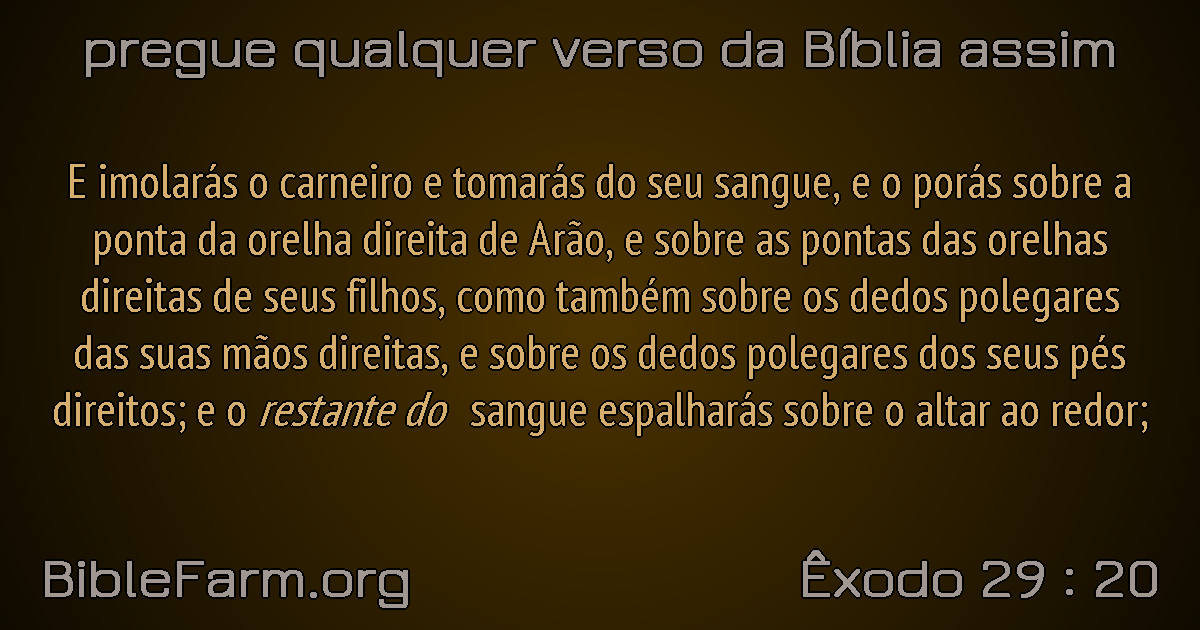 pregue qualquer verso da Bíblia assim
E imolarás o carneiro e tomarás do seu sangue, e o porás sobre a
ponta da orelha direita de Arão, e sobre as pontas das orelhas
direitas de seus filhos, como também sobre os dedos polegares
das suas mãos direitas, e sobre os dedos polegares dos seus pés
direitos; e o restante do sangue espalharás sobre o altar ao redor;
BibleFarm.org
Êxodo 29 : 20